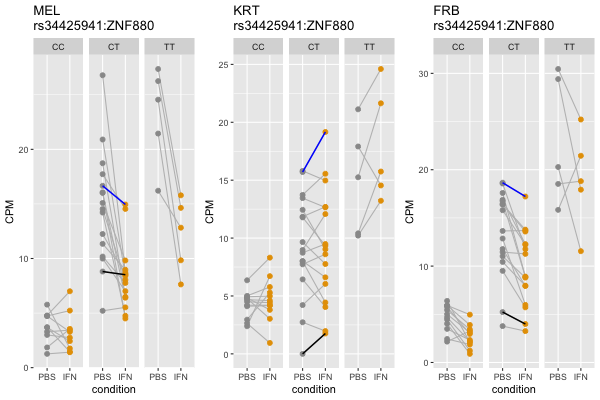 MEL
rs34425941:ZNF880
CC CT TT
CPM
20
10
0
PBS IFN PBS IFN PBS IFN
condition
KRT
rs34425941:ZNF880
CC CT TT
CPM
25
20
15
10
5
0
PBS IFN PBS IFN PBS IFN
condition
FRB
rs34425941:ZNF880
CC CT TT
CPM
30
20
10
0
PBS IFN PBS IFN PBS IFN
condition